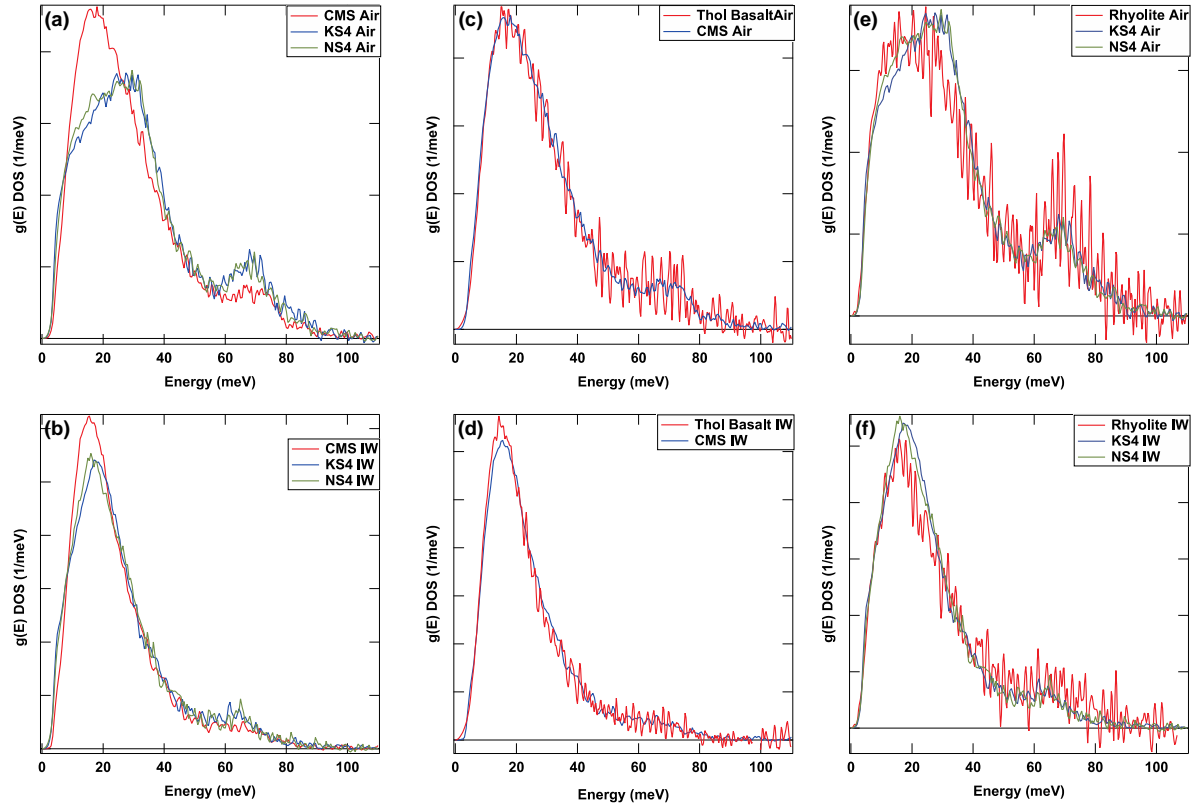 (a)
CMS Air
KS4 Air
NS4 Air
g(E) DOS (1/meV)
0 20 40 60 80 100
Energy (meV)
(c)
Thol BasaltAir
CMS Air
g(E) DOS (1/meV)
0 20 40 60 80 100
Energy (meV)
(e)
Rhyolite Air
KS4 Air
NS4 Air
g(E) DOS (1/meV)
0 20 40 60 80 100
Energy (meV)
(b)
CMS IW
KS4 IW
NS4 IW
g(E) DOS (1/meV)
0 20 40 60 80 100
Energy (meV)
(d)
Thol Basalt IW
CMS IW
g(E) DOS (1/meV)
0 20 40 60 80 100
Energy (meV)
(f)
Rhyolite IW
KS4 IW
NS4 IW
g(E) DOS (1/meV)
0 20 40 60 80 100
Energy (meV)